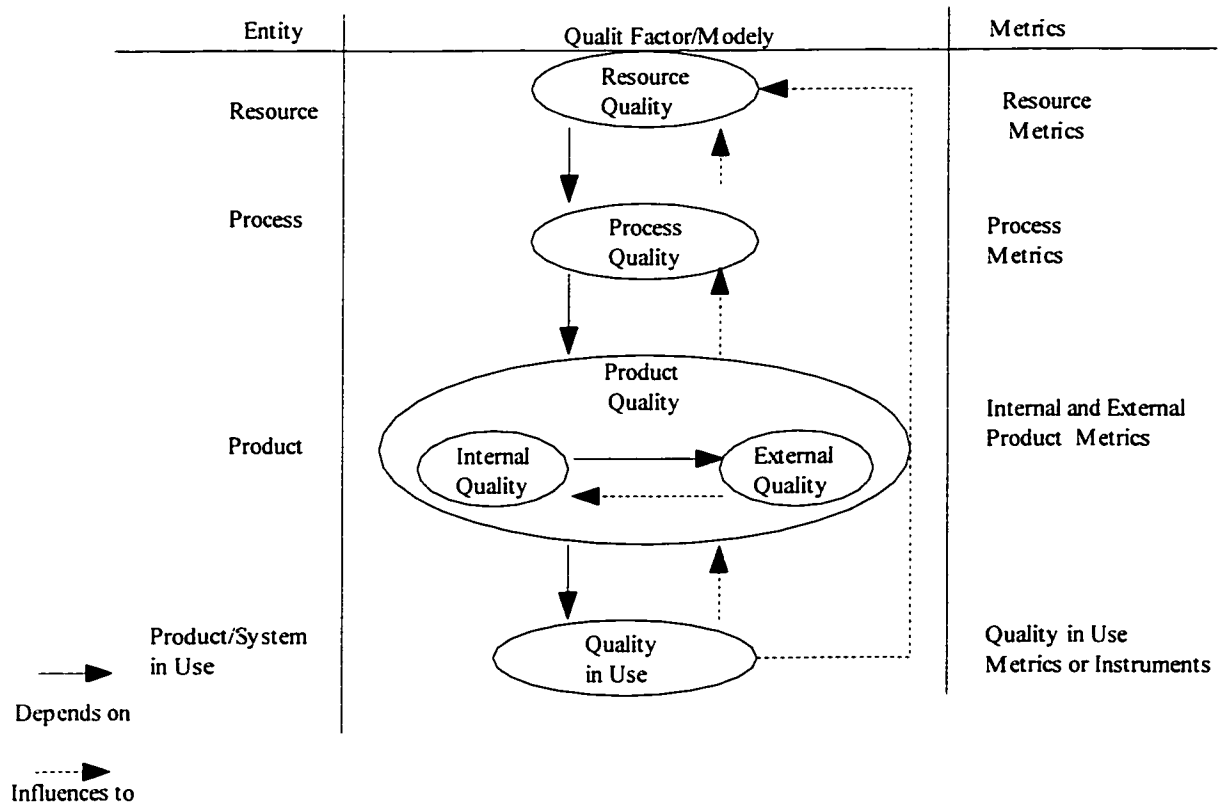 Entity
Qualit Factor/Modely
Metrics
Resource
Quality
Resource
Resource
Metrics
Process
Process
Quality
Process
Metrics
Product
Quality
Product
Internal
Quality
External
Quality
Internal and External
Product Metrics
Product/System
in Use
Quality
in Use
Quality in Use
Metrics or Instruments
Depends on
Influences to